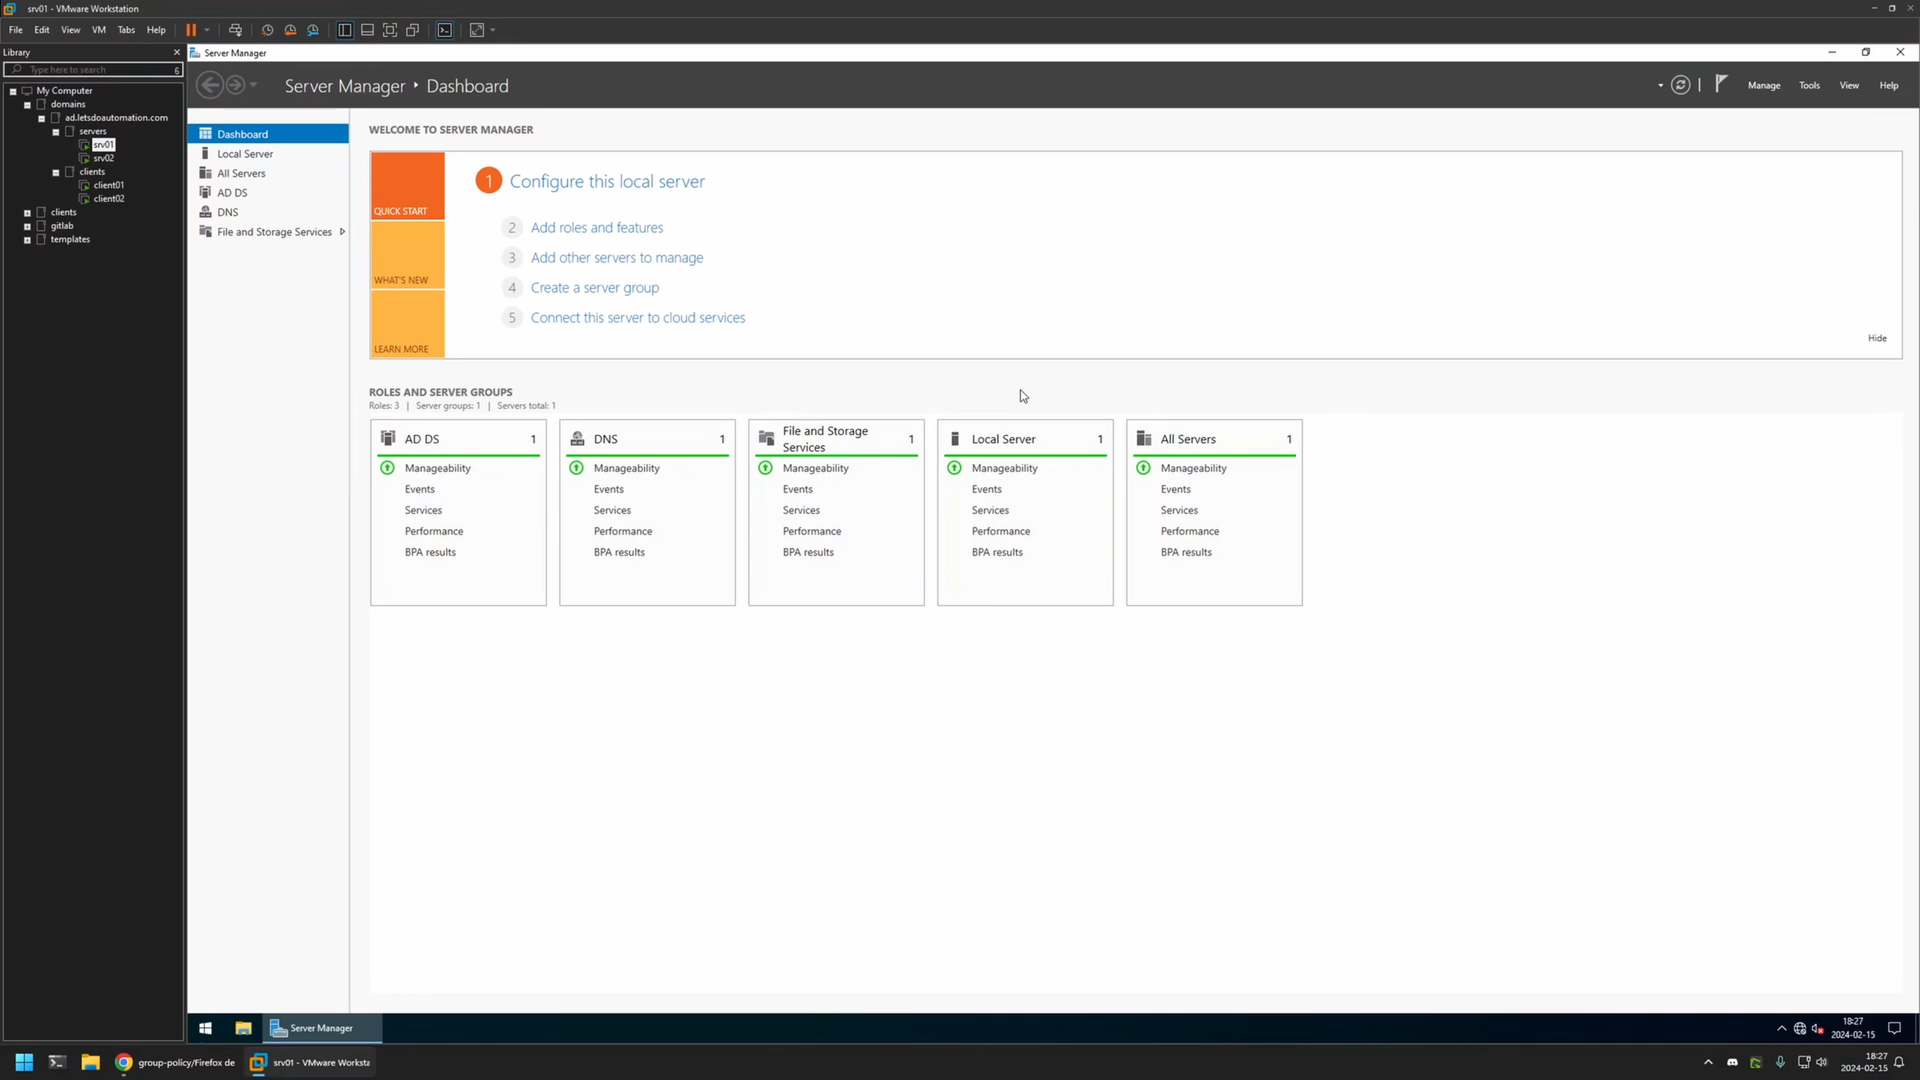 srv01 - VMware Workstation
File Edit View VM Tabs Help
Library
Type here to search
6
My Computer
domains
ad.letsdoautomation.com
servers
srv01
srv02
clients
client01
client02
clients
gitlab
templates
Server Manager
Server Manager • Dashboard
Manage Tools View Help
Dashboard
Local Server
All Servers
AD DS
DNS
File and Storage Services
WELCOME TO SERVER MANAGER
QUICK START
WHAT'S NEW
LEARN MORE
1 Configure this local server
2 Add roles and features
3 Add other servers to manage
4 Create a server group
5 Connect this server to cloud services
Hide
ROLES AND SERVER GROUPS
Roles: 3 | Server groups: 1 | Servers total: 1
AD DS 1
Manageability
Events
Services
Performance
BPA results
DNS 1
Manageability
Events
Services
Performance
BPA results
File and Storage
Services 1
Manageability
Events
Services
Performance
BPA results
Local Server 1
Manageability
Events
Services
Performance
BPA results
All Servers 1
Manageability
Events
Services
Performance
BPA results
Server Manager
18:27
2024-02-15
group-policy/Firefox de
srv01 - VMware Worksta
18:27
2024-02-15